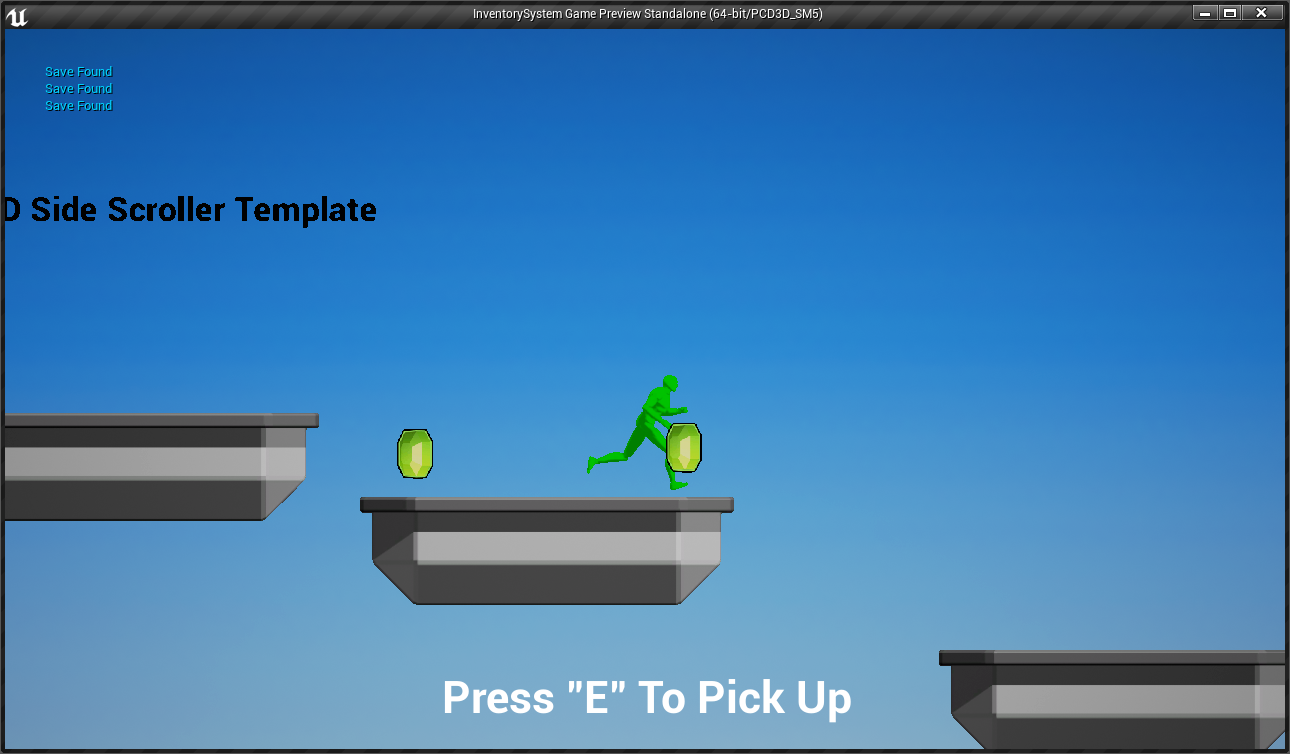 InventorySystem Game Preview Standalone (64-bit/PCD3D_SM5)
Save Found
Save Found
Save Found
D Side Scroller Template
Press "E" To Pick Up